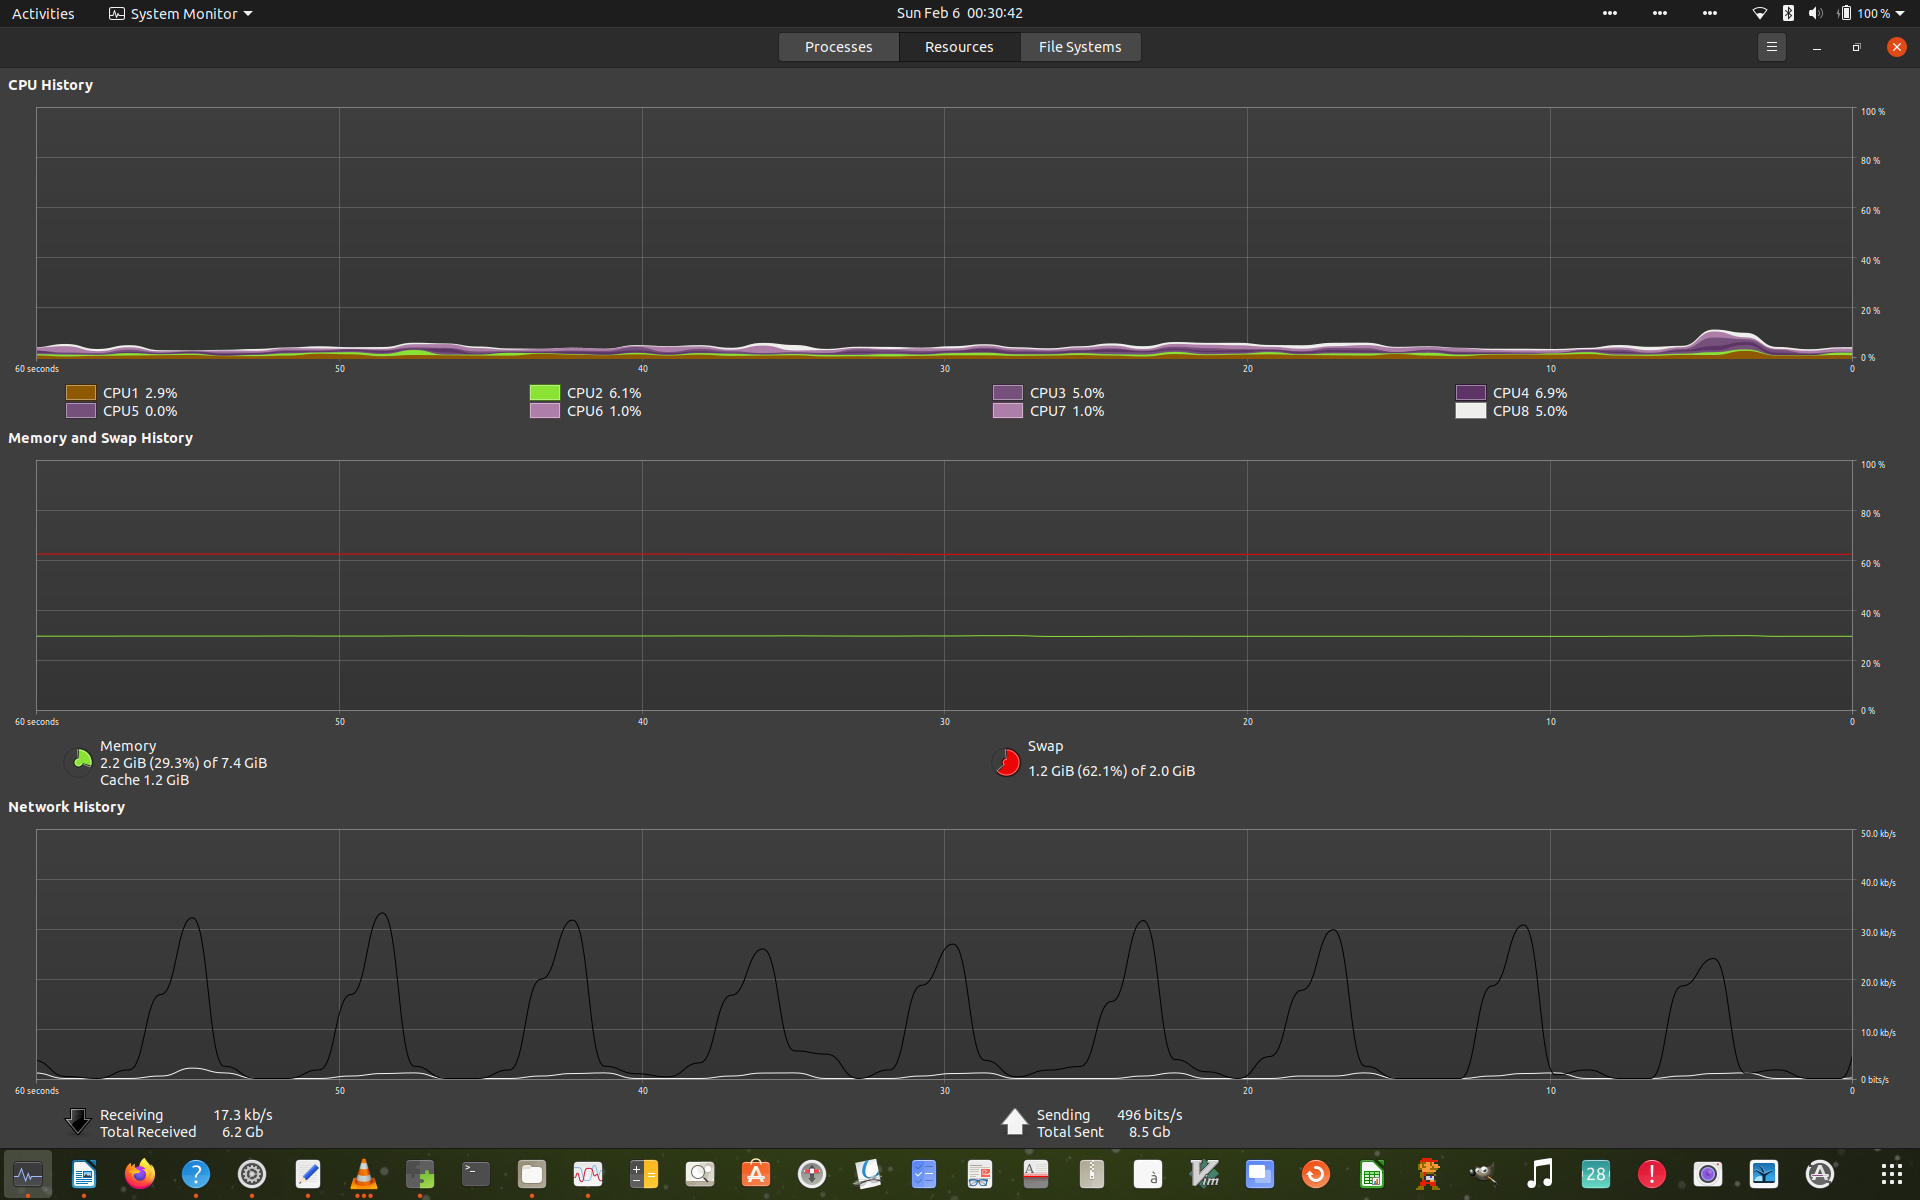 Activities
System Monitor
Sun Feb 6 00:30:42
100 %
Processes
Resources
File Systems
CPU History
100 %
80 %
60 %
40 %
20 %
0 %
60 seconds 50 40 30 20 10 0
CPU1 2.9% CPU2 6.1% CPU3 5.0% CPU4 6.9%
CPU5 0.0% CPU6 1.0% CPU7 1.0% CPU8 5.0%
Memory and Swap History
100 %
80 %
60 %
40 %
20 %
0 %
60 seconds 50 40 30 20 10 0
Memory
2.2 GiB (29.3%) of 7.4 GiB
Cache 1.2 GiB
Swap
1.2 GiB (62.1%) of 2.0 GiB
Network History
50.0 kb/s
40.0 kb/s
30.0 kb/s
20.0 kb/s
10.0 kb/s
0 bits/s
60 seconds 50 40 30 20 10 0
Receiving 17.3 kb/s
Total Received 6.2 Gb
Sending 496 bits/s
Total Sent 8.5 Gb
?
>_
A
à
Vim
28
!